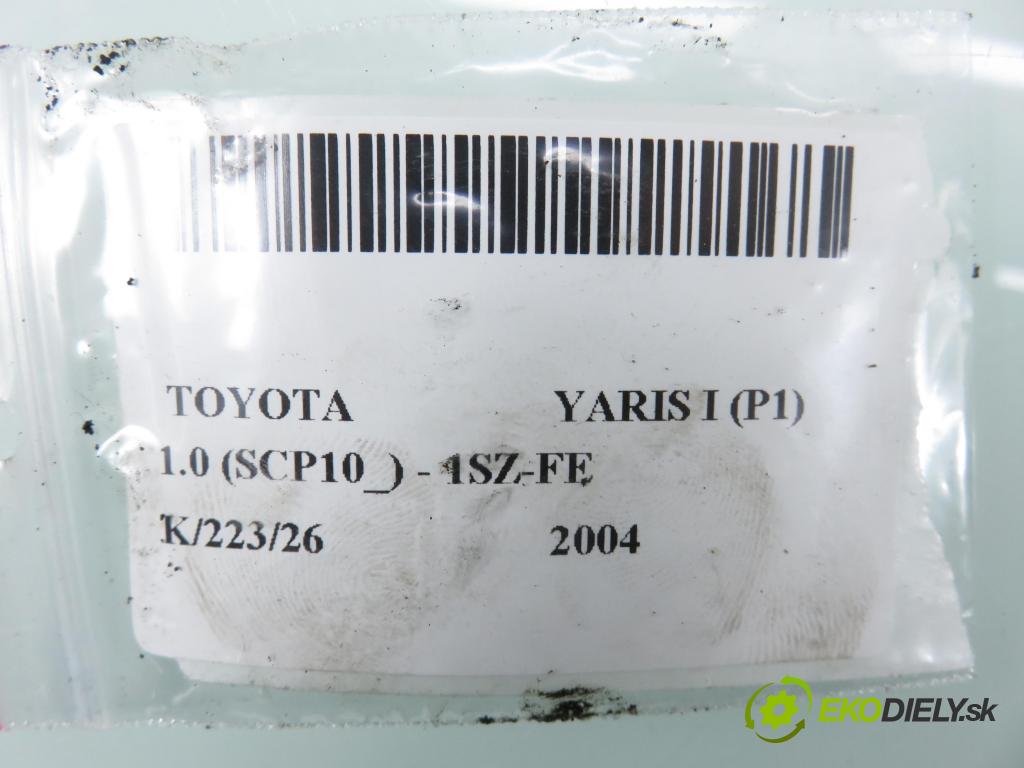 TOYOTA YARIS I (P1)
1.0 (SCP10_) - 1SZ-FE
K/223/26 2004
EKODIELY.sk